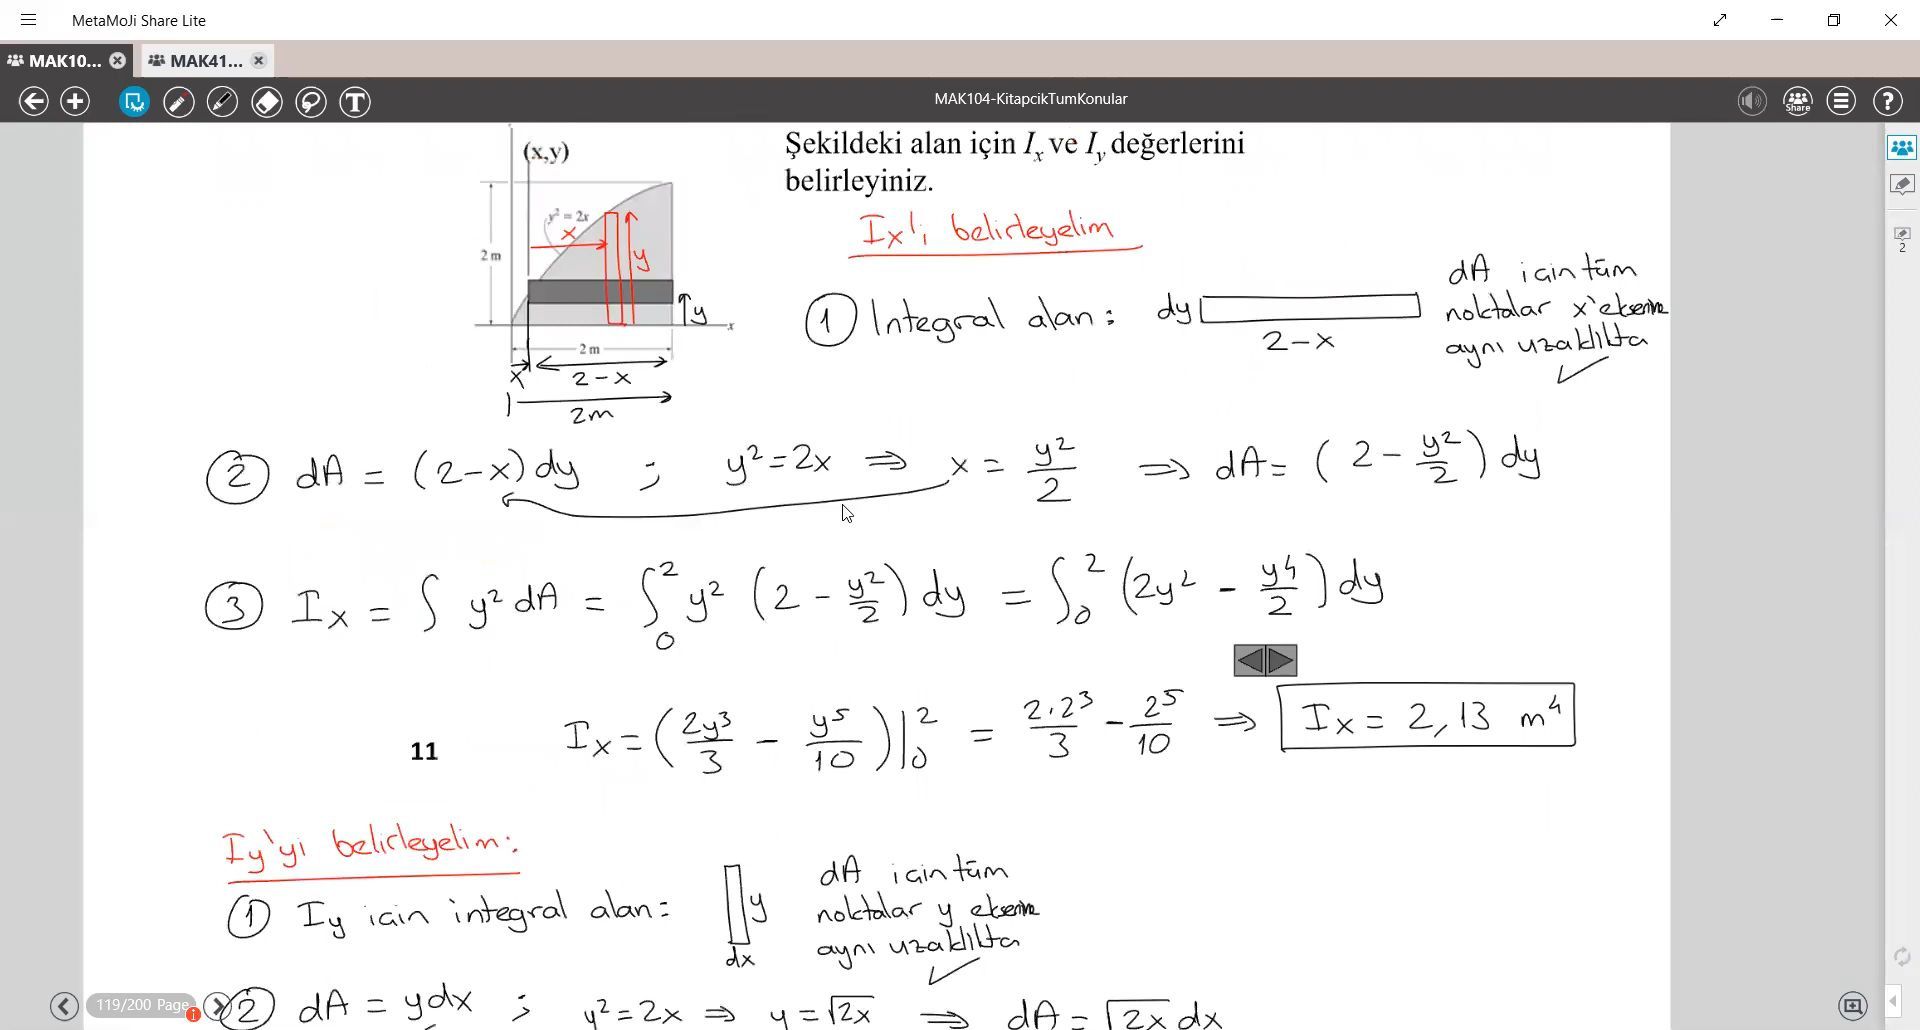 MetaMoJi Share Lite
MAK10... MAK41...
MAK104-KitapcikTumKonular
Share
(x,y)
y² = 2x
x
y
2 m
y
x
2 m
x
2-x
2m
Şekildeki alan için Ix ve Iy değerlerini
belirleyiniz.
Ix'i belirleyelim
① Integral alan: dy
2-x
dA için tüm
noktalar x'eksenine
aynı uzaklıkta
② dA = (2-x)dy ; y²=2x ⇒ x = y²/2 ⇒ dA = (2 - y²/2) dy
③ Ix = ∫ y² dA = ∫₀² y² (2 - y²/2) dy = ∫₀² (2y² - y⁴/2) dy
Ix = (2y³/3 - y⁵/10)|₀² = 2.2³/3 - 2⁵/10 ⇒ Ix = 2,13 m⁴
11
Iy'yi belirleyelim:
① Iy için integral alan: y
dx
dA için tüm
noktalar y eksenine
aynı uzaklıkta
② dA = ydx ; y²=2x ⇒ y=√2x ⇒ dA = √2x dx
119/200 Page
2